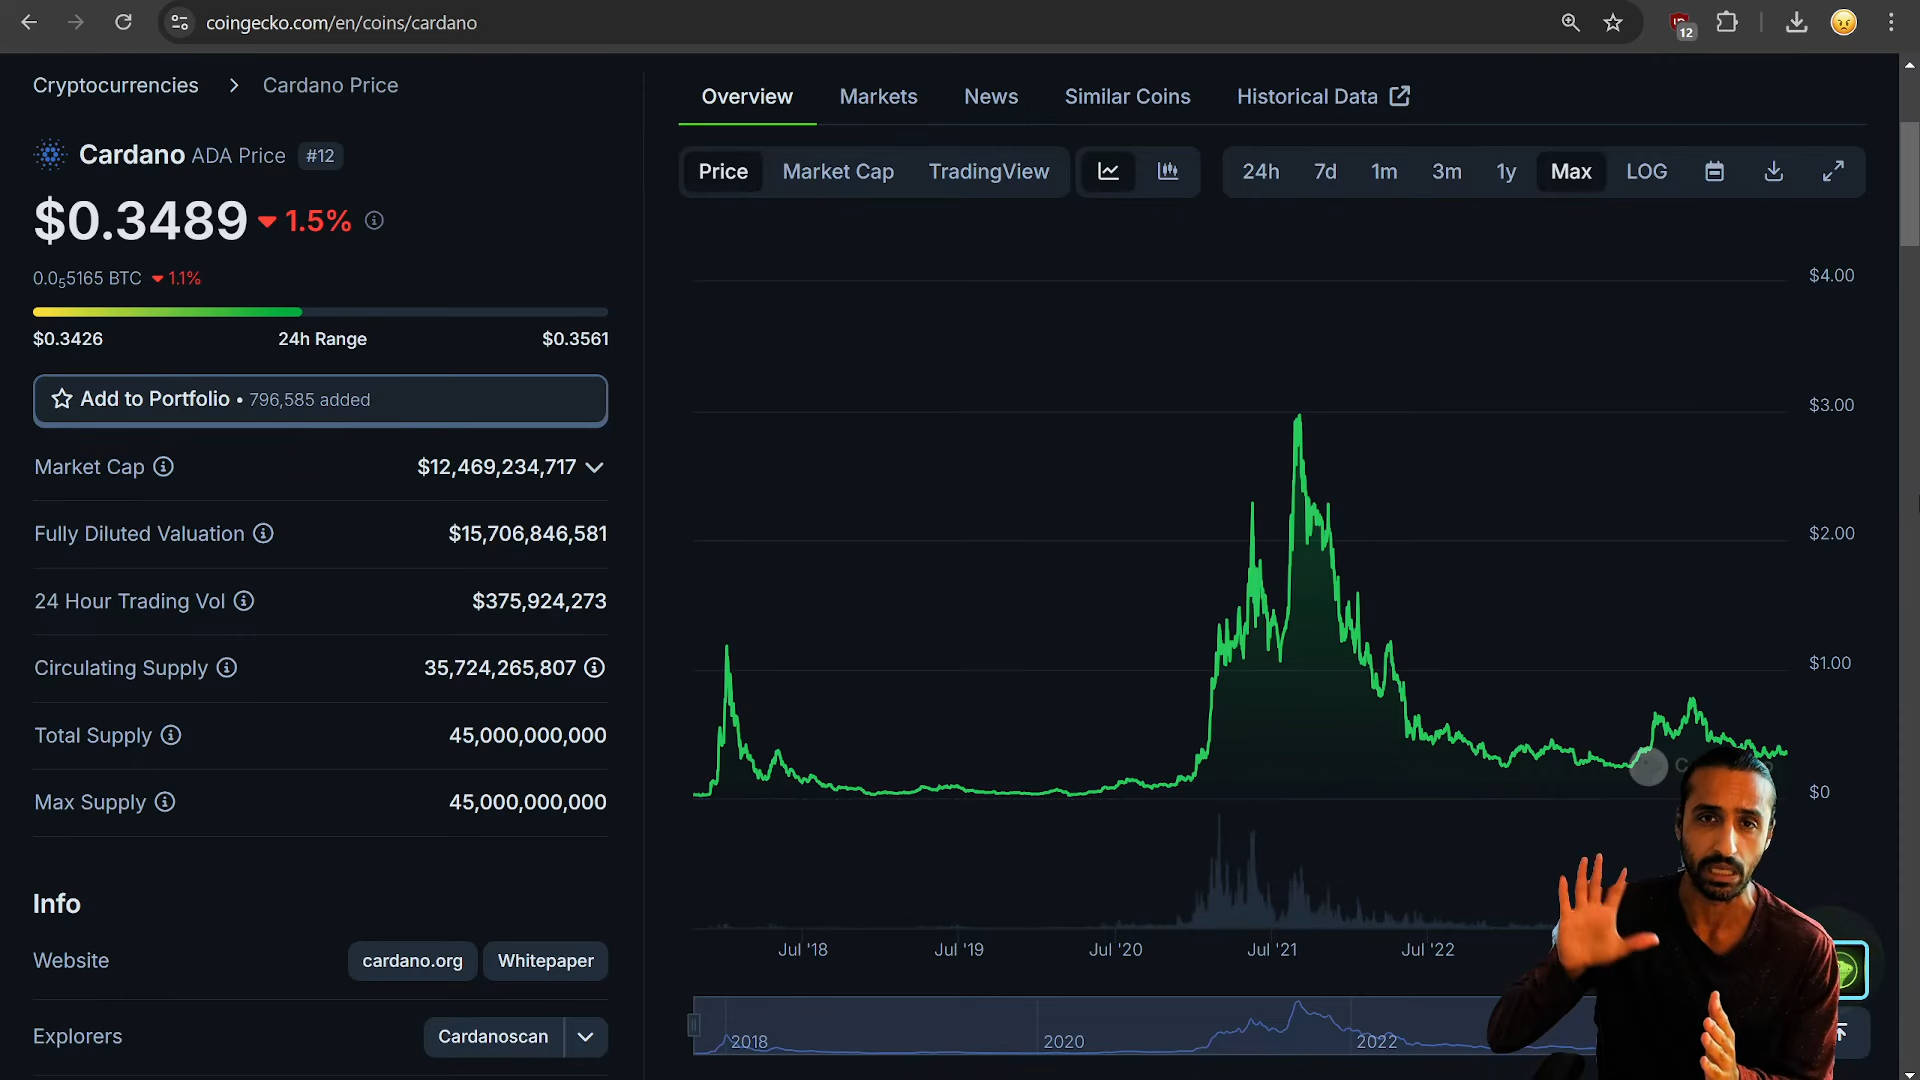 coingecko.com/en/coins/cardano
12
Cryptocurrencies
Cardano Price
Cardano ADA Price #12
$0.3489 1.5%
0.0₅5165 BTC 1.1%
$0.3426 24h Range $0.3561
Add to Portfolio • 796,585 added
Market Cap $12,469,234,717
Fully Diluted Valuation $15,706,846,581
24 Hour Trading Vol $375,924,273
Circulating Supply 35,724,265,807
Total Supply 45,000,000,000
Max Supply 45,000,000,000
Info
Website cardano.org Whitepaper
Explorers Cardanoscan
Overview Markets News Similar Coins Historical Data
Price Market Cap TradingView
24h 7d 1m 3m 1y Max LOG
$4.00
$3.00
$2.00
$1.00
$0
Jul '18 Jul '19 Jul '20 Jul '21 Jul '22
2018 2020 2022